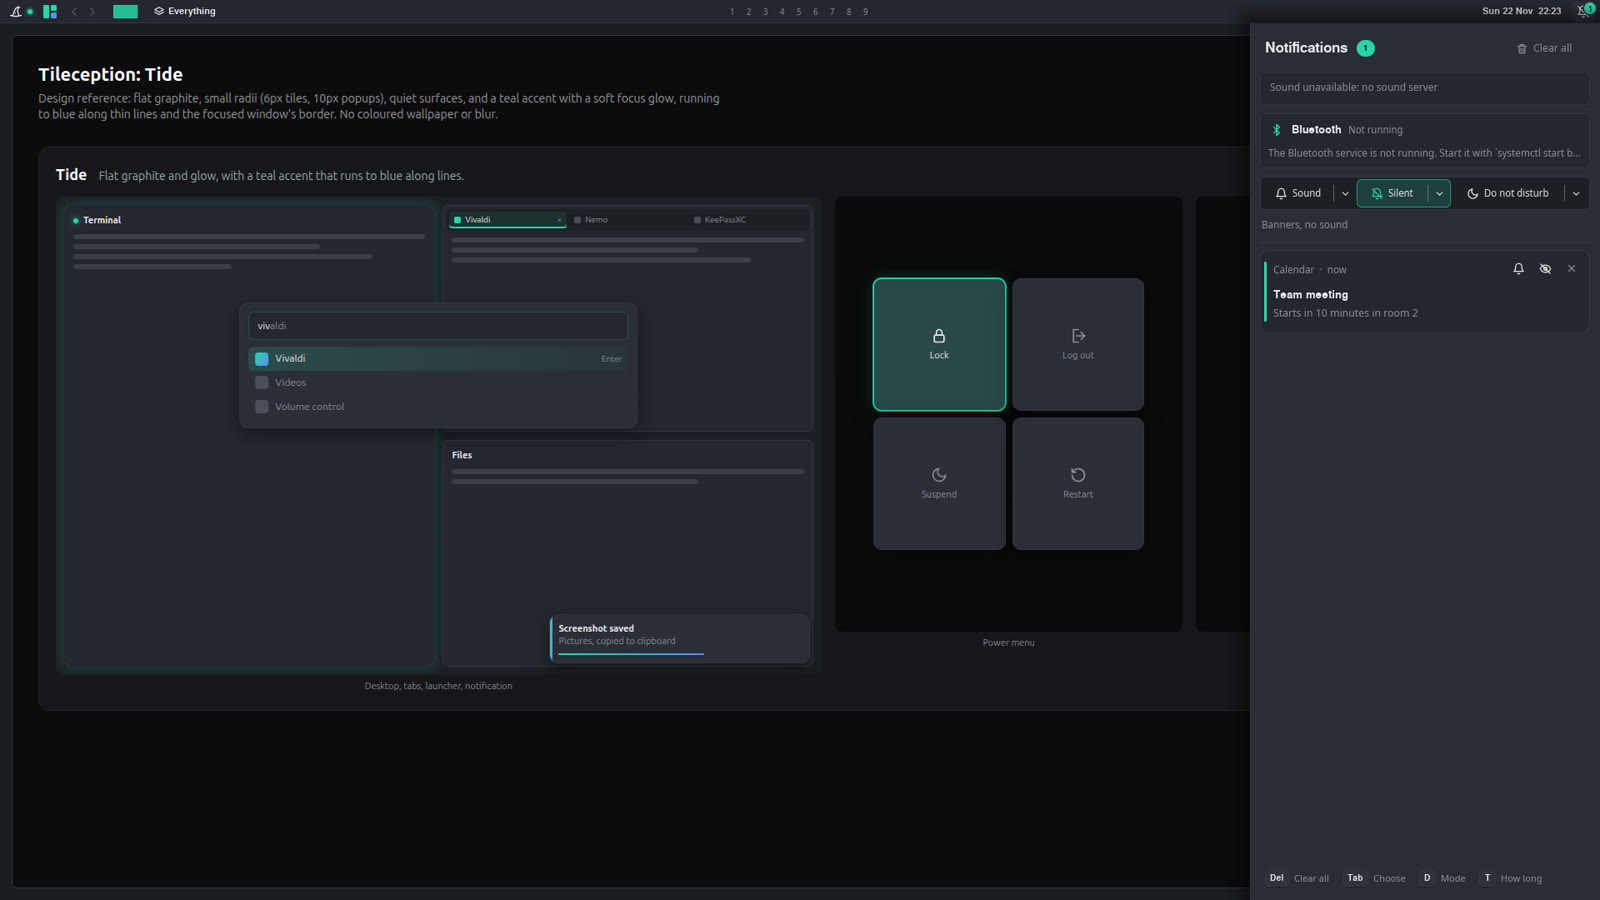 Everything
1 2 3 4 5 6 7 8 9
Sun 22 Nov 22:23
1
Tileception: Tide
Design reference: flat graphite, small radii (6px tiles, 10px popups), quiet surfaces, and a teal accent with a soft focus glow, running
to blue along thin lines and the focused window's border. No coloured wallpaper or blur.
Tide Flat graphite and glow, with a teal accent that runs to blue along lines.
Terminal
Vivaldi × Nemo KeePassXC
vivaldi
Vivaldi Enter
Videos
Volume control
Files
Screenshot saved
Pictures, copied to clipboard
Desktop, tabs, launcher, notification
Lock
Log out
Suspend
Restart
Power menu
Notifications 1 Clear all
Sound unavailable: no sound server
Bluetooth Not running
The Bluetooth service is not running. Start it with `systemctl start b...
Sound Silent Do not disturb
Banners, no sound
Calendar · now
Team meeting
Starts in 10 minutes in room 2
Del Clear all Tab Choose D Mode T How long